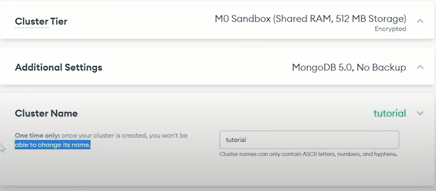 Cluster Tier
M0 Sandbox (Shared RAM, 512 MB Storage)
Encrypted
Additional Settings
MongoDB 5.0, No Backup
Cluster Name
tutorial
One time only: once your cluster is created, you won't be
able to change its name.
tutorial
Cluster names can only contain ASCII letters, numbers, and hyphens.